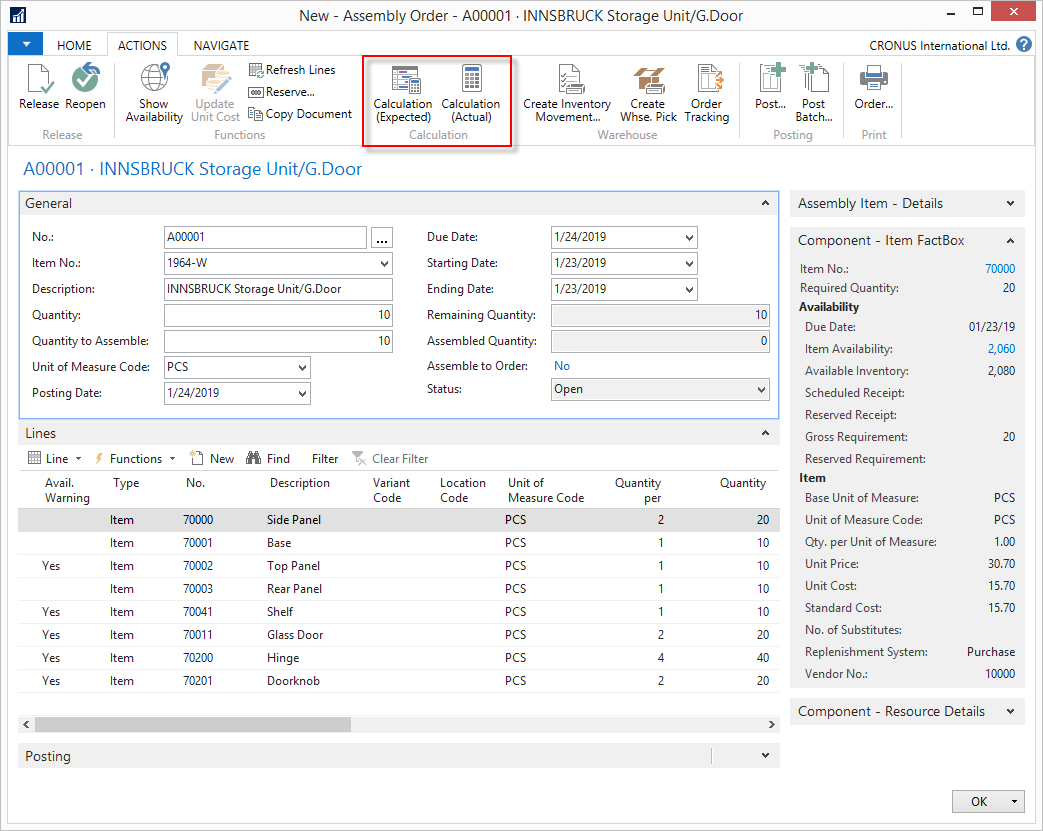 New - Assembly Order - A00001 · INNSBRUCK Storage Unit/G.Door
HOME ACTIONS NAVIGATE CRONUS International Ltd. ?
Release
Reopen
Release
Show Availability
Update Unit Cost
Refresh Lines
Reserve...
Copy Document
Functions
Calculation (Expected)
Calculation (Actual)
Calculation
Create Inventory Movement...
Create Whse. Pick
Order Tracking
Warehouse
Post...
Post Batch...
Posting
Order...
Print
A00001 · INNSBRUCK Storage Unit/G.Door
General
No.: A00001 ...
Item No.: 1964-W
Description: INNSBRUCK Storage Unit/G.Door
Quantity: 10
Quantity to Assemble: 10
Unit of Measure Code: PCS
Posting Date: 1/24/2019
Due Date: 1/24/2019
Starting Date: 1/23/2019
Ending Date: 1/23/2019
Remaining Quantity: 10
Assembled Quantity: 0
Assemble to Order: No
Status: Open
Lines
Line Functions New Find Filter Clear Filter
Avail. Warning Type No. Description Variant Code Location Code Unit of Measure Code Quantity per Quantity
Item 70000 Side Panel PCS 2 20
Item 70001 Base PCS 1 10
Yes Item 70002 Top Panel PCS 1 10
Item 70003 Rear Panel PCS 1 10
Yes Item 70041 Shelf PCS 1 10
Yes Item 70011 Glass Door PCS 2 20
Yes Item 70200 Hinge PCS 4 40
Yes Item 70201 Doorknob PCS 2 20
Posting
Assembly Item - Details
Component - Item FactBox
Item No.: 70000
Required Quantity: 20
Availability
Due Date: 01/23/19
Item Availability: 2,060
Available Inventory: 2,080
Scheduled Receipt:
Reserved Receipt:
Gross Requirement: 20
Reserved Requirement:
Item
Base Unit of Measure: PCS
Unit of Measure Code: PCS
Qty. per Unit of Measure: 1.00
Unit Price: 30.70
Unit Cost: 15.70
Standard Cost: 15.70
No. of Substitutes:
Replenishment System: Purchase
Vendor No.: 10000
Component - Resource Details
OK